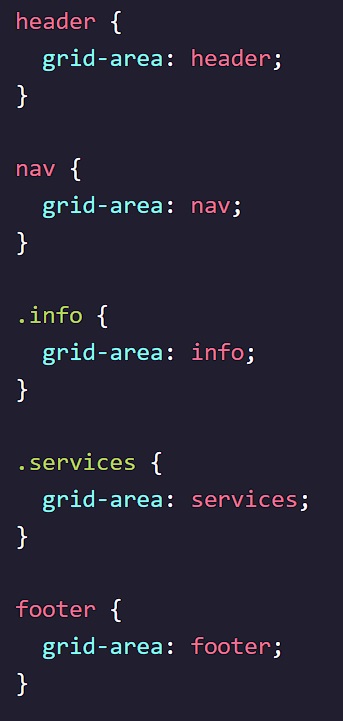 header {
  grid-area: header;
}

nav {
  grid-area: nav;
}

.info {
  grid-area: info;
}

.services {
  grid-area: services;
}

footer {
  grid-area: footer;
}